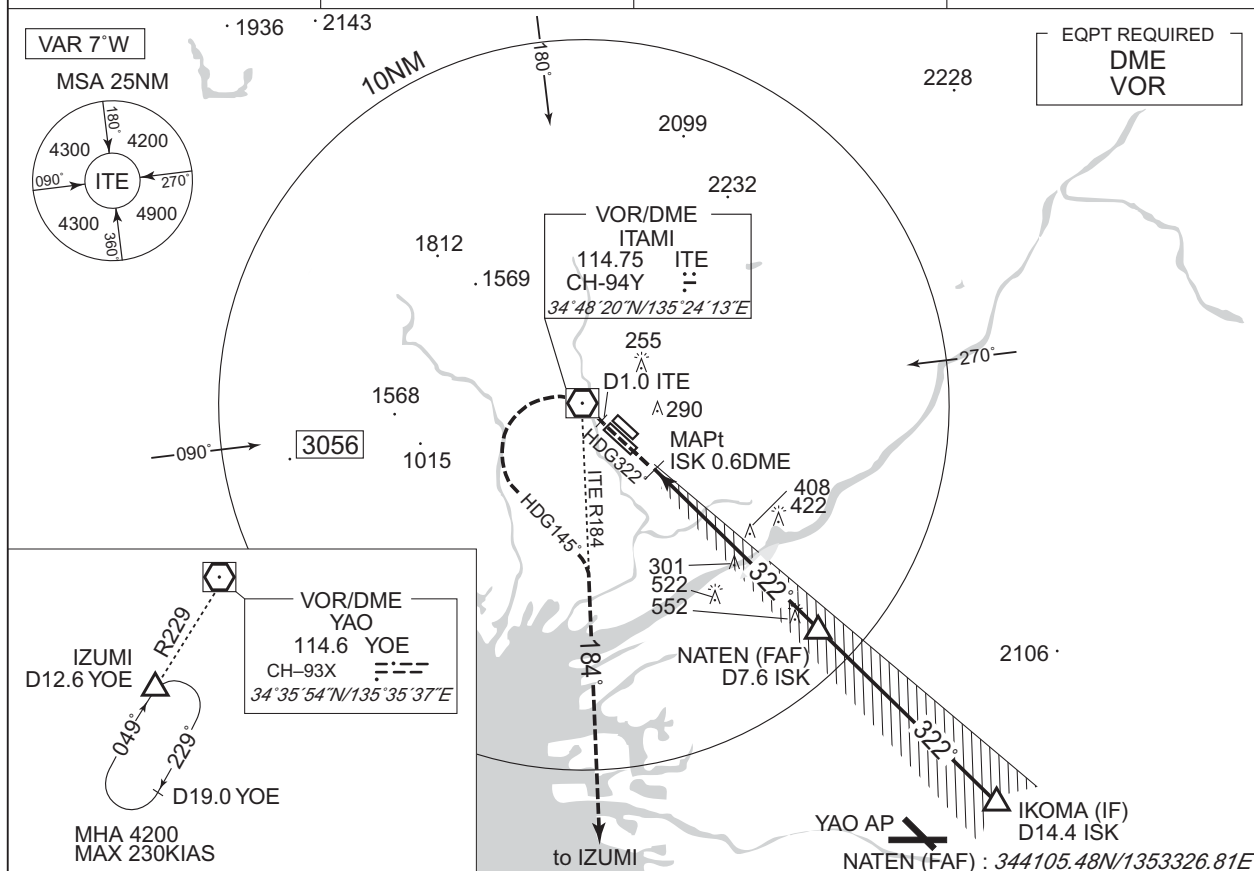 1936
2143
VAR 7°W
MSA 25NM
180°
4300
4200
090°
ITE
270°
4300
4900
360°
10NM
180°
EQPT REQUIRED
DME
VOR
2228
2099
2232
VOR/DME
ITAMI
114.75 ITE
CH-94Y
34°48´20˝N/135°24´13˝E
1812
1569
255
D1.0 ITE
290
270°
1568
090°
3056
1015
MAPt
ISK 0.6DME
HDG322°
ITE R184
HDG145°
408
422
301
522
552
322°
NATEN (FAF)
D7.6 ISK
2106
184°
322°
IKOMA (IF)
D14.4 ISK
YAO AP
to IZUMI
NATEN (FAF) : 344105.48N/1353326.81E
VOR/DME
YAO
114.6 YOE
CH–93X
34°35´54˝N/135°35´37˝E
R229
IZUMI
D12.6 YOE
049°
229°
D19.0 YOE
MHA 4200
MAX 230KIAS